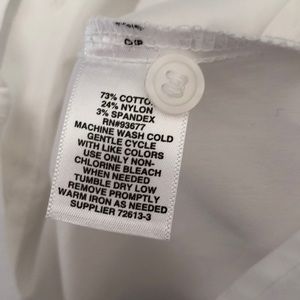 73% COTTO
24% NYLON
3% SPANDEX
RN#93677
MACHINE WASH COLD
GENTLE CYCLE
WITH LIKE COLORS
USE ONLY NON-
CHLORINE BLEACH
WHEN NEEDED
TUMBLE DRY LOW
REMOVE PROMPTLY
WARM IRON AS NEEDED
SUPPLIER 72613-3